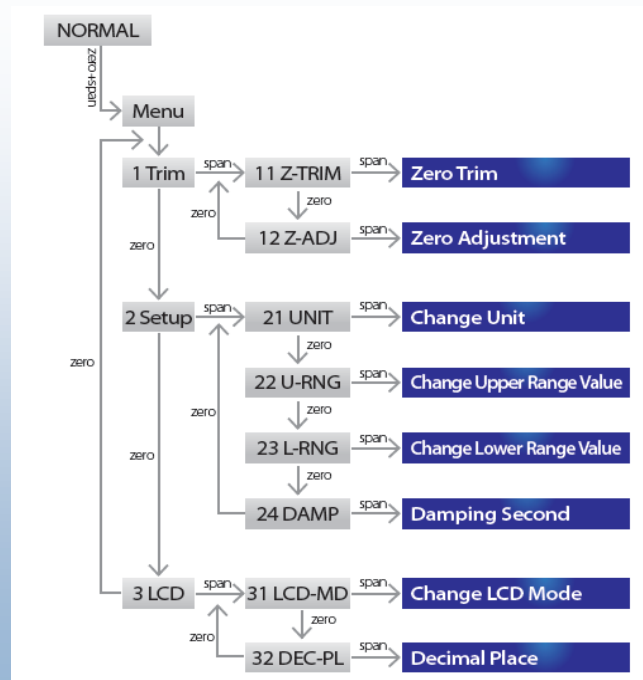 NORMAL
zero+span
Menu
1 Trim span 11 Z-TRIM span Zero Trim
zero zero
12 Z-ADJ span Zero Adjustment
zero
2 Setup span 21 UNIT span Change Unit
zero
22 U-RNG span Change Upper Range Value
zero zero zero
23 L-RNG span Change Lower Range Value
zero zero
24 DAMP span Damping Second
3 LCD span 31 LCD-MD span Change LCD Mode
zero zero
32 DEC-PL span Decimal Place